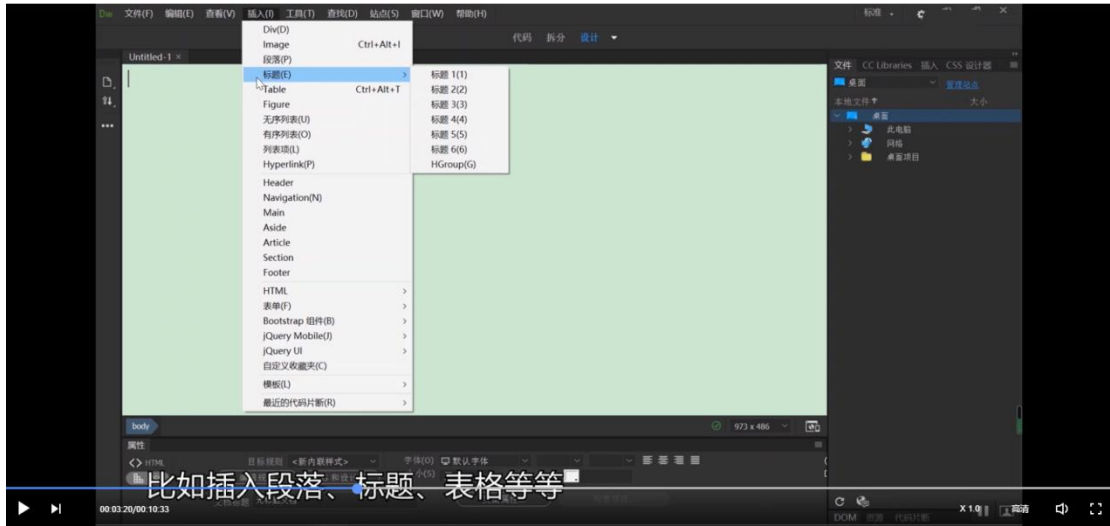 Dw 文件(F) 编辑(E) 查看(V) 插入(I) 工具(T) 查找(D) 站点(S) 窗口(W) 帮助(H) 标准
代码 拆分 设计
Untitled-1 ×
Div(D)
Image Ctrl+Alt+I
段落(P)
标题(E)
Table Ctrl+Alt+T
Figure
无序列表(U)
有序列表(O)
列表项(L)
Hyperlink(P)
Header
Navigation(N)
Main
Aside
Article
Section
Footer
HTML
表单(F)
Bootstrap 组件(B)
jQuery Mobile(J)
jQuery UI
自定义收藏夹(C)
模板(L)
最近的代码片断(R)
标题 1(1)
标题 2(2)
标题 3(3)
标题 4(4)
标题 5(5)
标题 6(6)
HGroup(G)
文件 CC Libraries 插入 CSS 设计器
桌面 管理站点
本地文件 大小
桌面
此电脑
网络
桌面项目
body 973 x 486
属性
<> HTML 目标规则 <新内联样式> 字体(O) 默认字体
比如插入段落、标题、表格等等
00:03:20/00:10:33 X 1.0 高清
DOM 资源 代码片断